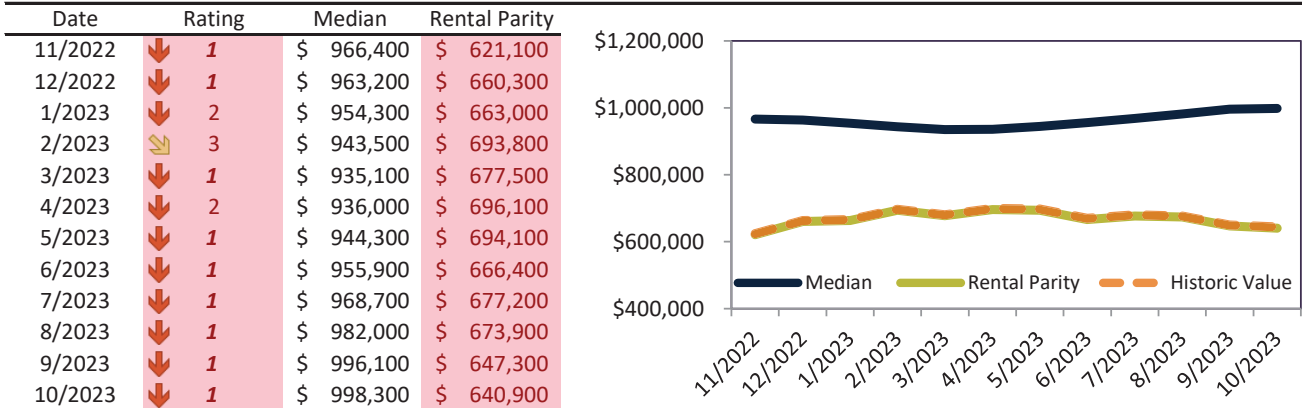 Date Rating Median Rental Parity
11/2022 1 $ 966,400 $ 621,100
12/2022 1 $ 963,200 $ 660,300
1/2023 2 $ 954,300 $ 663,000
2/2023 3 $ 943,500 $ 693,800
3/2023 1 $ 935,100 $ 677,500
4/2023 2 $ 936,000 $ 696,100
5/2023 1 $ 944,300 $ 694,100
6/2023 1 $ 955,900 $ 666,400
7/2023 1 $ 968,700 $ 677,200
8/2023 1 $ 982,000 $ 673,900
9/2023 1 $ 996,100 $ 647,300
10/2023 1 $ 998,300 $ 640,900
$1,200,000
$1,000,000
$800,000
$600,000
$400,000
Median Rental Parity Historic Value
11/2022 12/2022 1/2023 2/2023 3/2023 4/2023 5/2023 6/2023 7/2023 8/2023 9/2023 10/2023